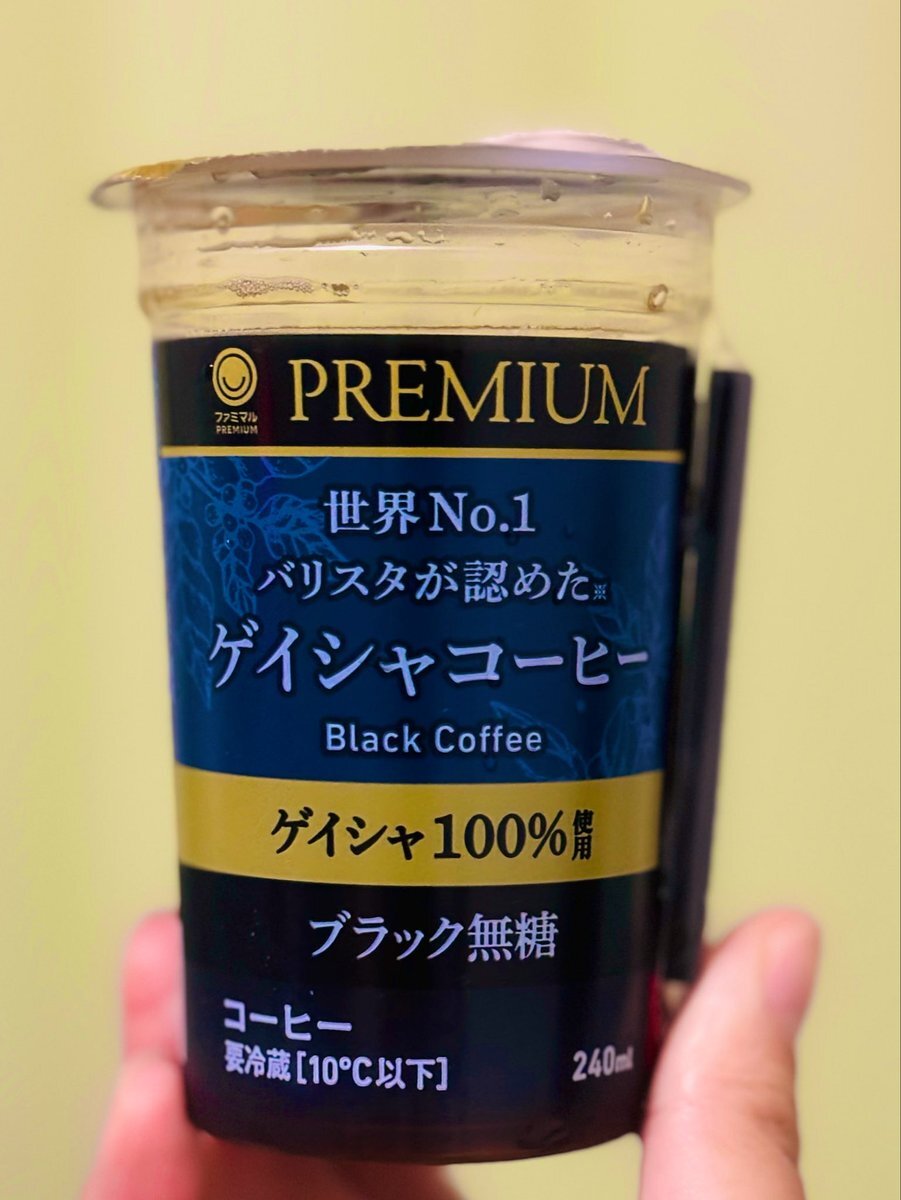 ファミマル
PREMIUM
PREMIUM
世界No.1
バリスタが認めた※
ゲイシャコーヒー
Black Coffee
ゲイシャ100%使用
ブラック無糖
コーヒー
要冷蔵[10℃以下]
240ml